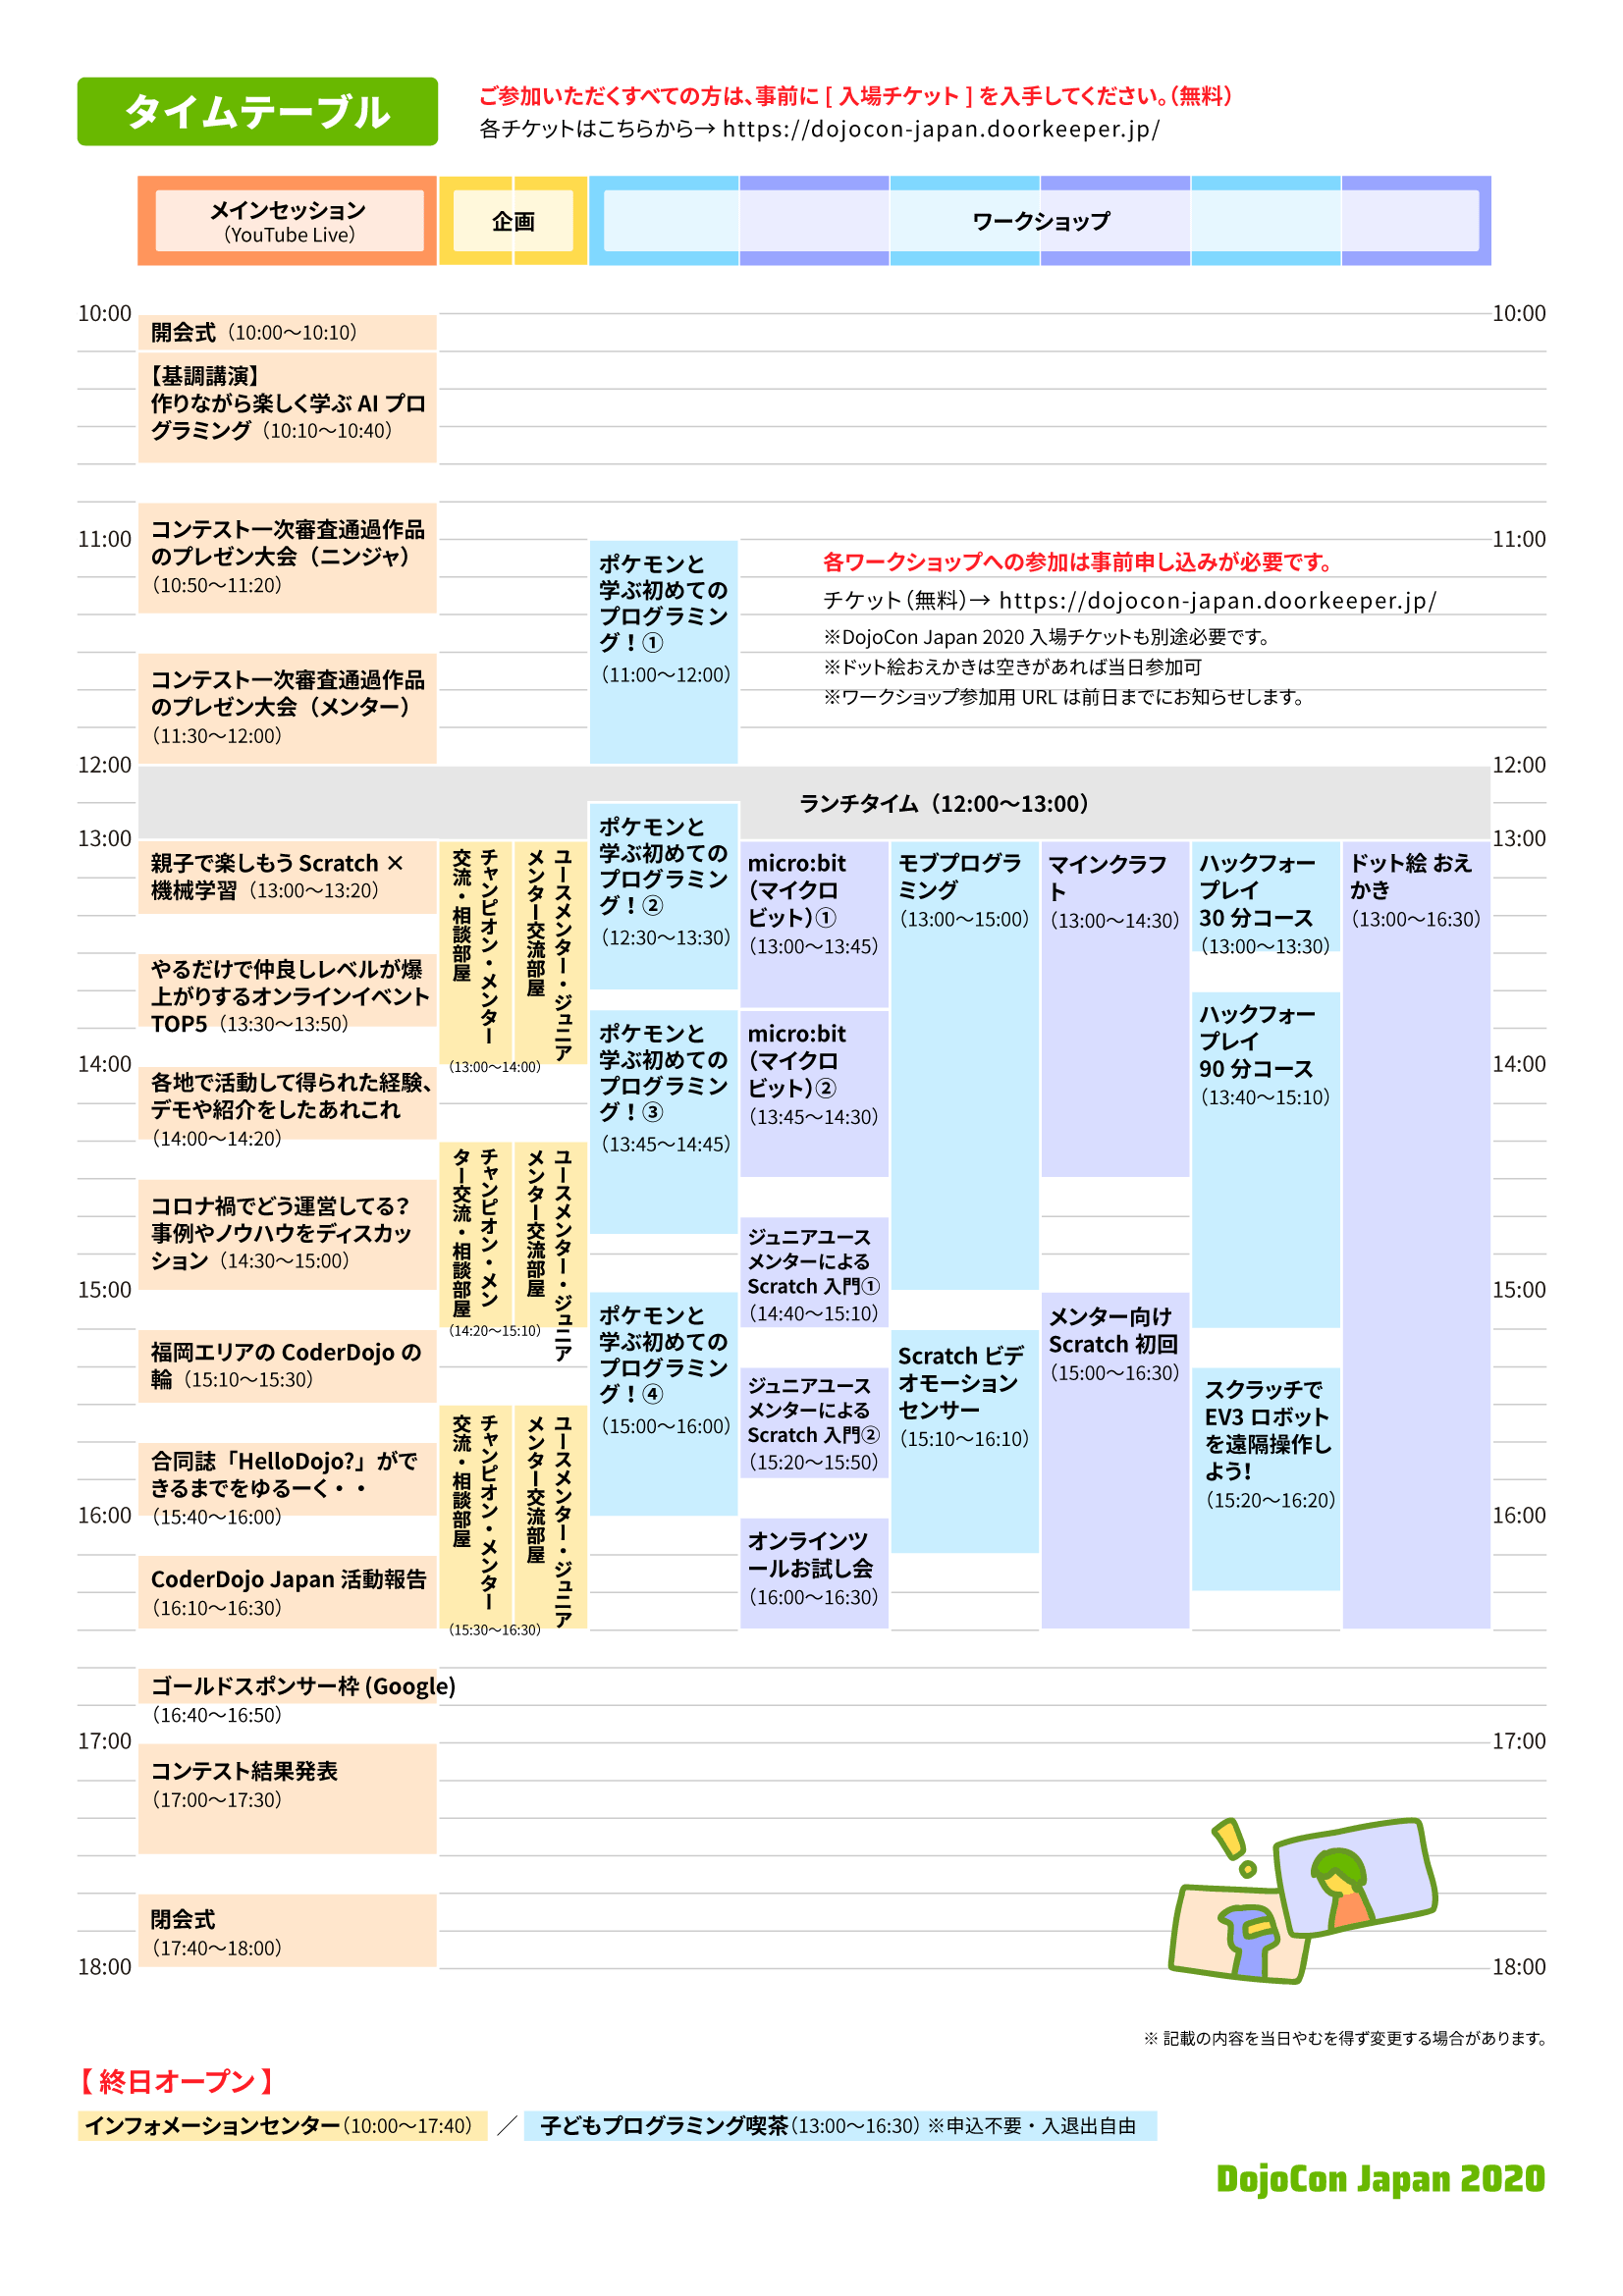 タイムテーブル
ご参加いただくすべての方は、事前に [ 入場チケット ] を入手してください。（無料）
各チケットはこちらから→ https://dojocon-japan.doorkeeper.jp/
メインセッション
（YouTube Live）
企画
ワークショップ
10:00
10:00
開会式（10:00〜10:10）
【基調講演】
作りながら楽しく学ぶ AI プロ
グラミング（10:10〜10:40）
コンテスト一次審査通過作品
のプレゼン大会（ニンジャ）
（10:50〜11:20）
11:00
11:00
コンテスト一次審査通過作品
のプレゼン大会（メンター）
（11:30〜12:00）
ポケモンと
学ぶ初めての
プログラミン
グ！①
（11:00〜12:00）
各ワークショップへの参加は事前申し込みが必要です。
チケット（無料）→ https://dojocon-japan.doorkeeper.jp/
※DojoCon Japan 2020 入場チケットも別途必要です。
※ドット絵おえかきは空きがあれば当日参加可
※ワークショップ参加用 URL は前日までにお知らせします。
12:00
12:00
ランチタイム（12:00〜13:00）
13:00
13:00
親子で楽しもう Scratch ×
機械学習（13:00〜13:20）
やるだけで仲良しレベルが爆
上がりするオンラインイベント
TOP5（13:30〜13:50）
14:00
14:00
各地で活動して得られた経験、
デモや紹介をしたあれこれ
（14:00〜14:20）
コロナ禍でどう運営してる？
事例やノウハウをディスカッ
ション（14:30〜15:00）
15:00
15:00
福岡エリアの CoderDojo の
輪（15:10〜15:30）
合同誌「HelloDojo?」がで
きるまでをゆるーく・・
（15:40〜16:00）
16:00
16:00
CoderDojo Japan 活動報告
（16:10〜16:30）
チャンピオン・メンター
交流・相談部屋
ユースメンター・ジュニア
メンター交流部屋
（13:00〜14:00）
チャンピオン・メン
ター交流・相談部屋
ユースメンター・ジュニア
メンター交流部屋
（14:20〜15:10）
チャンピオン・メンター
交流・相談部屋
ユースメンター・ジュニア
メンター交流部屋
（15:30〜16:30）
ポケモンと
学ぶ初めての
プログラミン
グ！②
（12:30〜13:30）
ポケモンと
学ぶ初めての
プログラミン
グ！③
（13:45〜14:45）
ポケモンと
学ぶ初めての
プログラミン
グ！④
（15:00〜16:00）
micro:bit
（マイクロ
ビット）①
（13:00〜13:45）
micro:bit
（マイクロ
ビット）②
（13:45〜14:30）
ジュニアユース
メンターによる
Scratch 入門①
（14:40〜15:10）
ジュニアユース
メンターによる
Scratch 入門②
（15:20〜15:50）
オンラインツ
ールお試し会
（16:00〜16:30）
モブプログラ
ミング
（13:00〜15:00）
Scratch ビデ
オモーション
センサー
（15:10〜16:10）
マインクラフ
ト
（13:00〜14:30）
メンター向け
Scratch 初回
（15:00〜16:30）
ハックフォー
プレイ
30 分コース
（13:00〜13:30）
ハックフォー
プレイ
90 分コース
（13:40〜15:10）
スクラッチで
EV3 ロボット
を遠隔操作し
よう！
（15:20〜16:20）
ドット絵 おえ
かき
（13:00〜16:30）
ゴールドスポンサー枠 (Google)
（16:40〜16:50）
17:00
17:00
コンテスト結果発表
（17:00〜17:30）
閉会式
（17:40〜18:00）
18:00
18:00
※ 記載の内容を当日やむを得ず変更する場合があります。
【 終日オープン 】
インフォメーションセンター（10:00〜17:40） ／ 子どもプログラミング喫茶（13:00〜16:30） ※申込不要・入退出自由
DojoCon Japan 2020